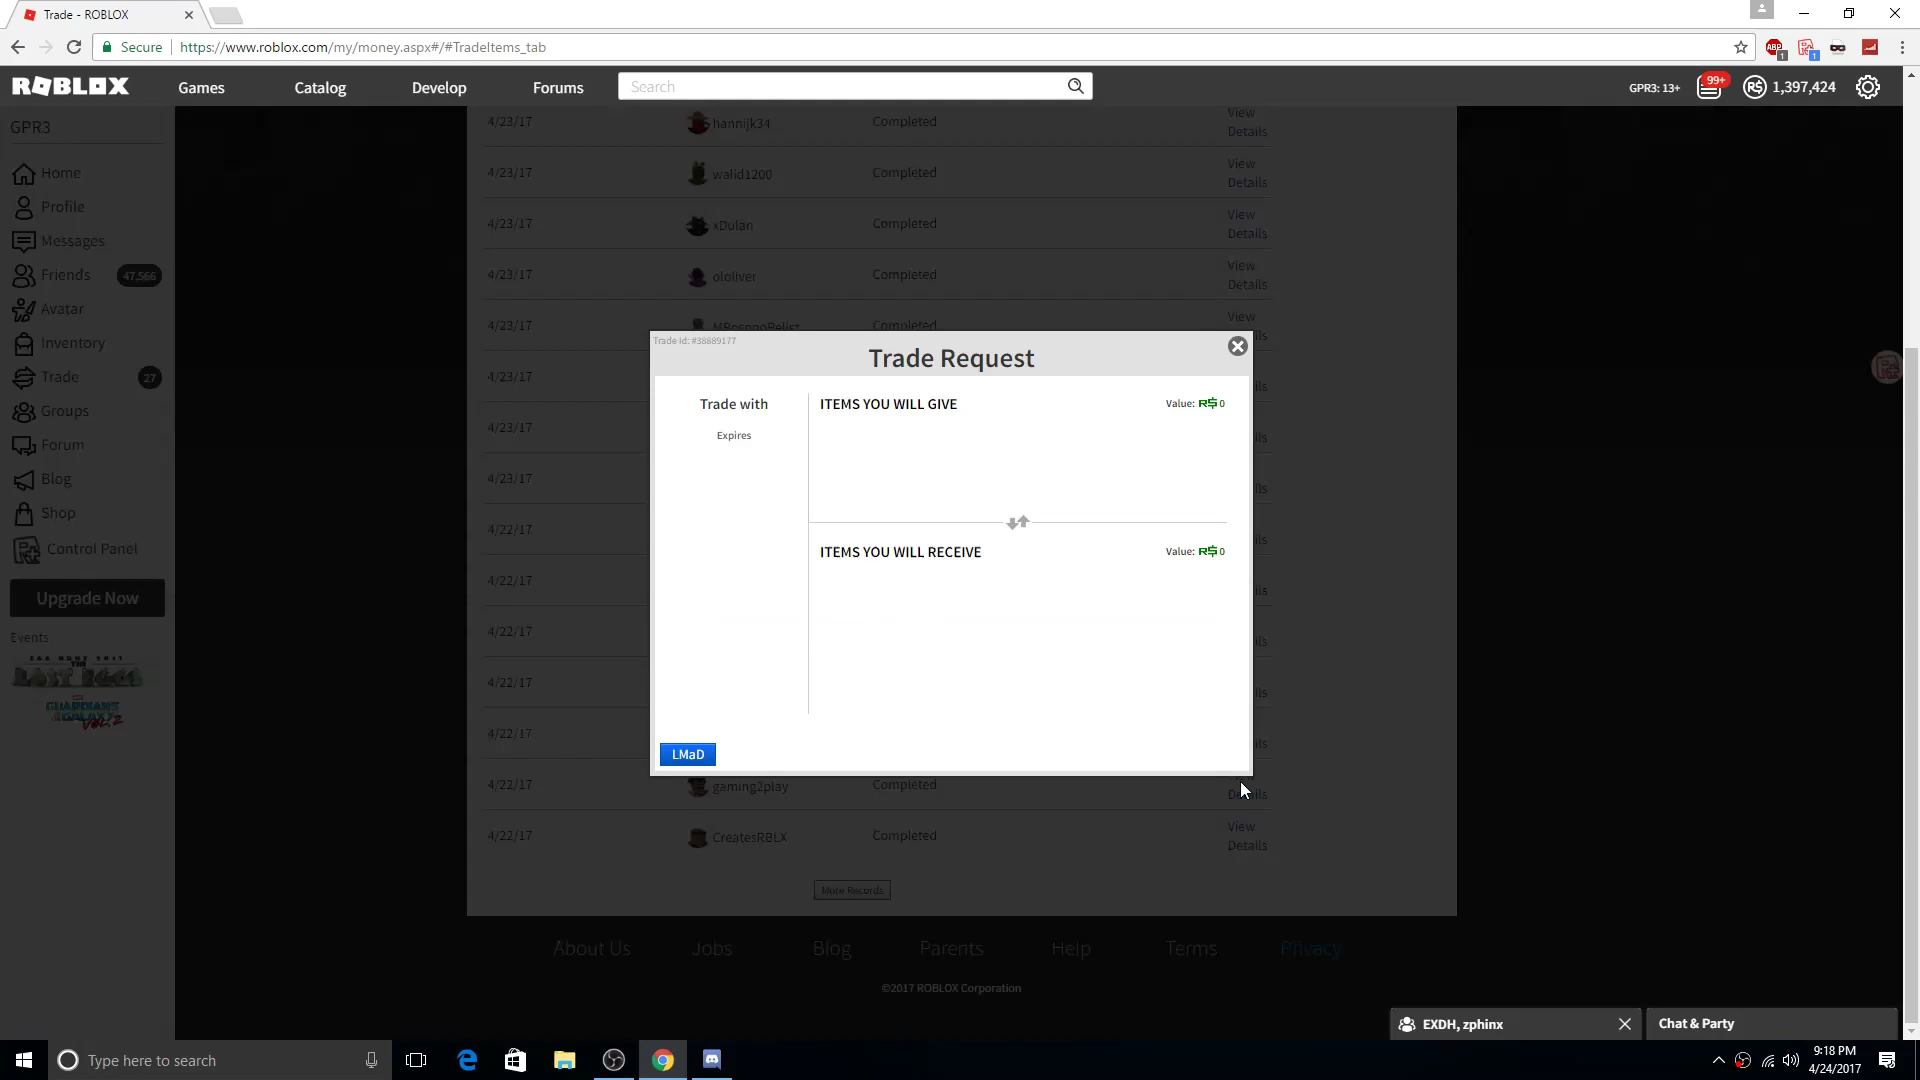 Trade - ROBLOX
Secure
https://www.roblox.com/my/money.aspx#/#TradeItems_tab
ABP
1
1
ROBLOX
Games
Catalog
Develop
Forums
Search
GPR3: 13+
99+
R$ 1,397,424
GPR3
Home
Profile
Messages
Friends
47,566
Avatar
Inventory
Trade
27
Groups
Forum
Blog
Shop
Control Panel
Upgrade Now
Events
GUARDIANS
GALAXY
VOL. 2
4/23/17 hannijk34 Completed View Details
4/23/17 walid1200 Completed View Details
4/23/17 xDulan Completed View Details
4/23/17 ololiver Completed View Details
4/23/17 Completed View
4/23/17
4/23/17
4/23/17
4/22/17
4/22/17
4/22/17
4/22/17
4/22/17
4/22/17 gaming2play Completed Details
4/22/17 CreatesRBLX Completed View Details
Trade Id: #38889177
Trade Request
Trade with
Expires
ITEMS YOU WILL GIVE
Value: R$ 0
ITEMS YOU WILL RECEIVE
Value: R$ 0
LMaD
More Records
About Us
Jobs
Blog
Parents
Help
Terms
Privacy
©2017 ROBLOX Corporation
EXDH, zphinx
Chat & Party
Type here to search
9:18 PM
4/24/2017